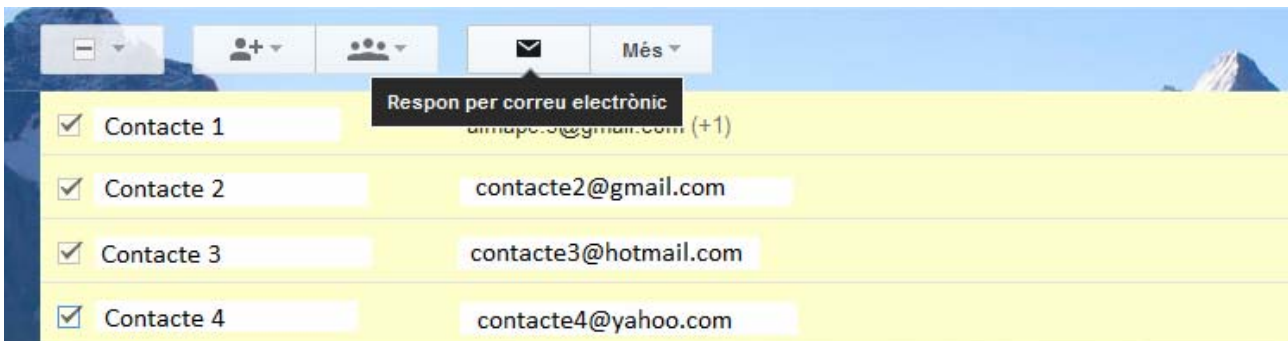 Més
Respon per correu electrònic
Contacte 1 (+1)
Contacte 2 contacte2@gmail.com
Contacte 3 contacte3@hotmail.com
Contacte 4 contacte4@yahoo.com